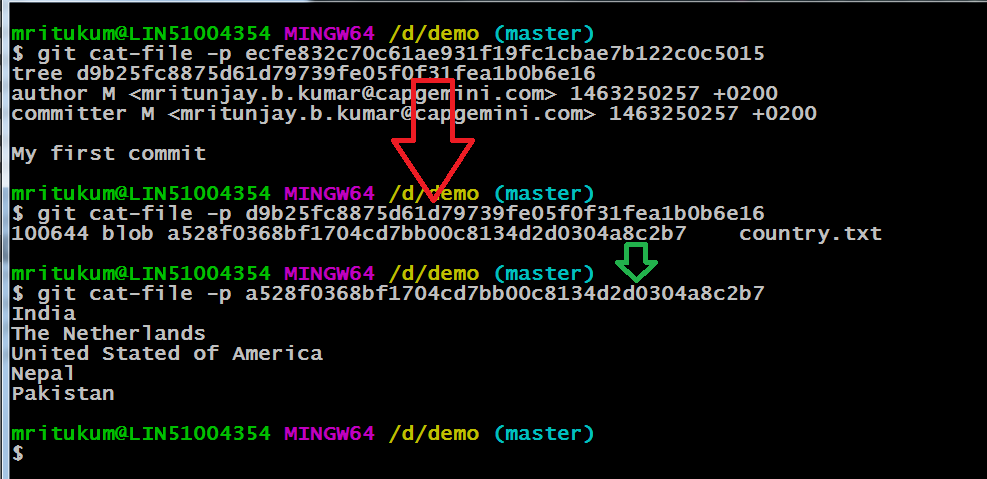 mritukum@LIN51004354 MINGW64 /d/demo (master)
$ git cat-file -p ecfe832c70c61ae931f19fc1cbae7b122c0c5015
tree d9b25fc8875d61d79739fe05f0f31fea1b0b6e16
author M <mritunjay.b.kumar@capgemini.com> 1463250257 +0200
committer M <mritunjay.b.kumar@capgemini.com> 1463250257 +0200
My first commit
mritukum@LIN51004354 MINGW64 /d/demo (master)
$ git cat-file -p d9b25fc8875d61d79739fe05f0f31fea1b0b6e16
100644 blob a528f0368bf1704cd7bb00c8134d2d0304a8c2b7    country.txt
mritukum@LIN51004354 MINGW64 /d/demo (master)
$ git cat-file -p a528f0368bf1704cd7bb00c8134d2d0304a8c2b7
India
The Netherlands
United Stated of America
Nepal
Pakistan
mritukum@LIN51004354 MINGW64 /d/demo (master)
$